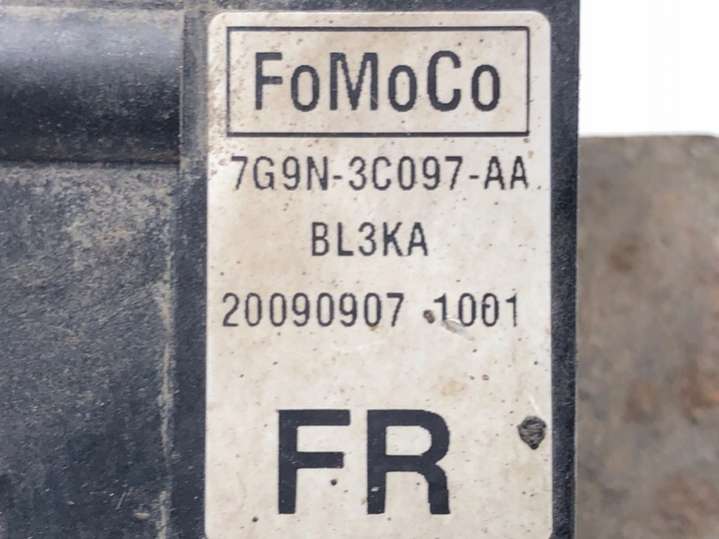 FoMoCo
7G9N-3C097-AA
BL3KA
20090907 1001
FR